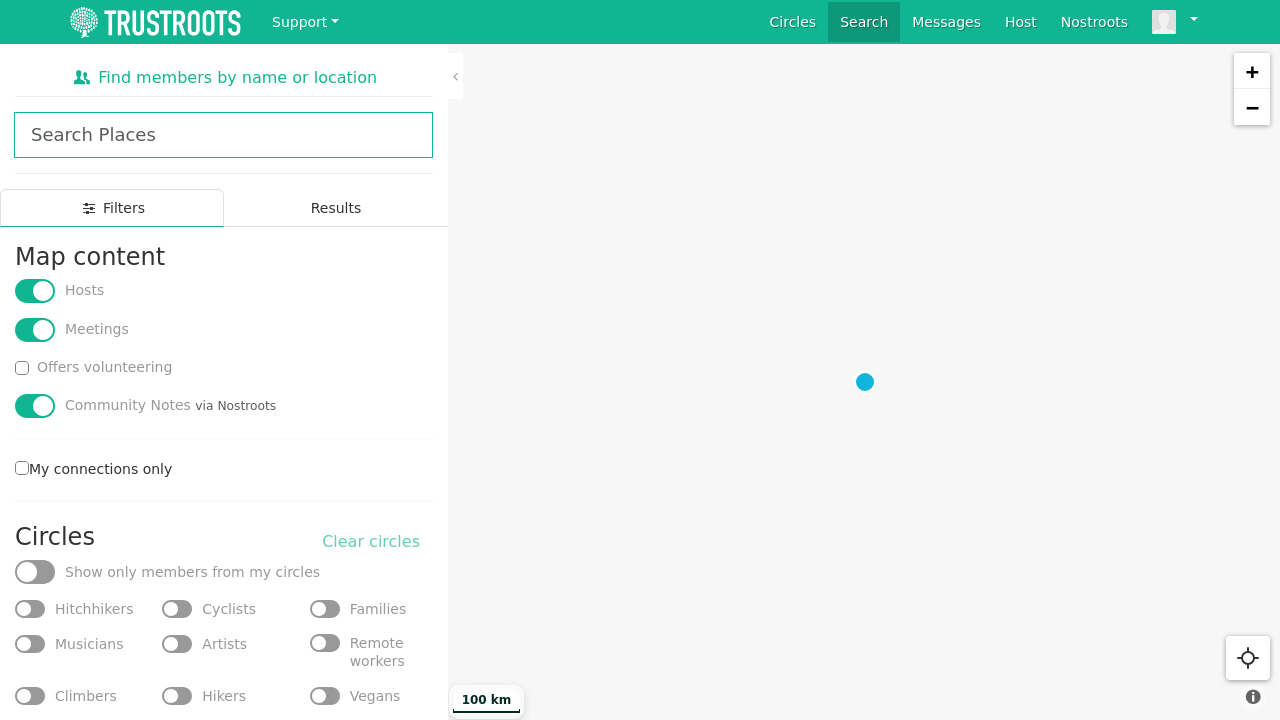 TRUSTROOTS
Support
Circles
Search
Messages
Host
Nostroots
Find members by name or location
Search Places
Filters
Results
Map content
Hosts
Meetings
Offers volunteering
Community Notes via Nostroots
My connections only
Circles
Clear circles
Show only members from my circles
Hitchhikers
Cyclists
Families
Musicians
Artists
Remote
workers
Climbers
Hikers
Vegans
+
−
100 km